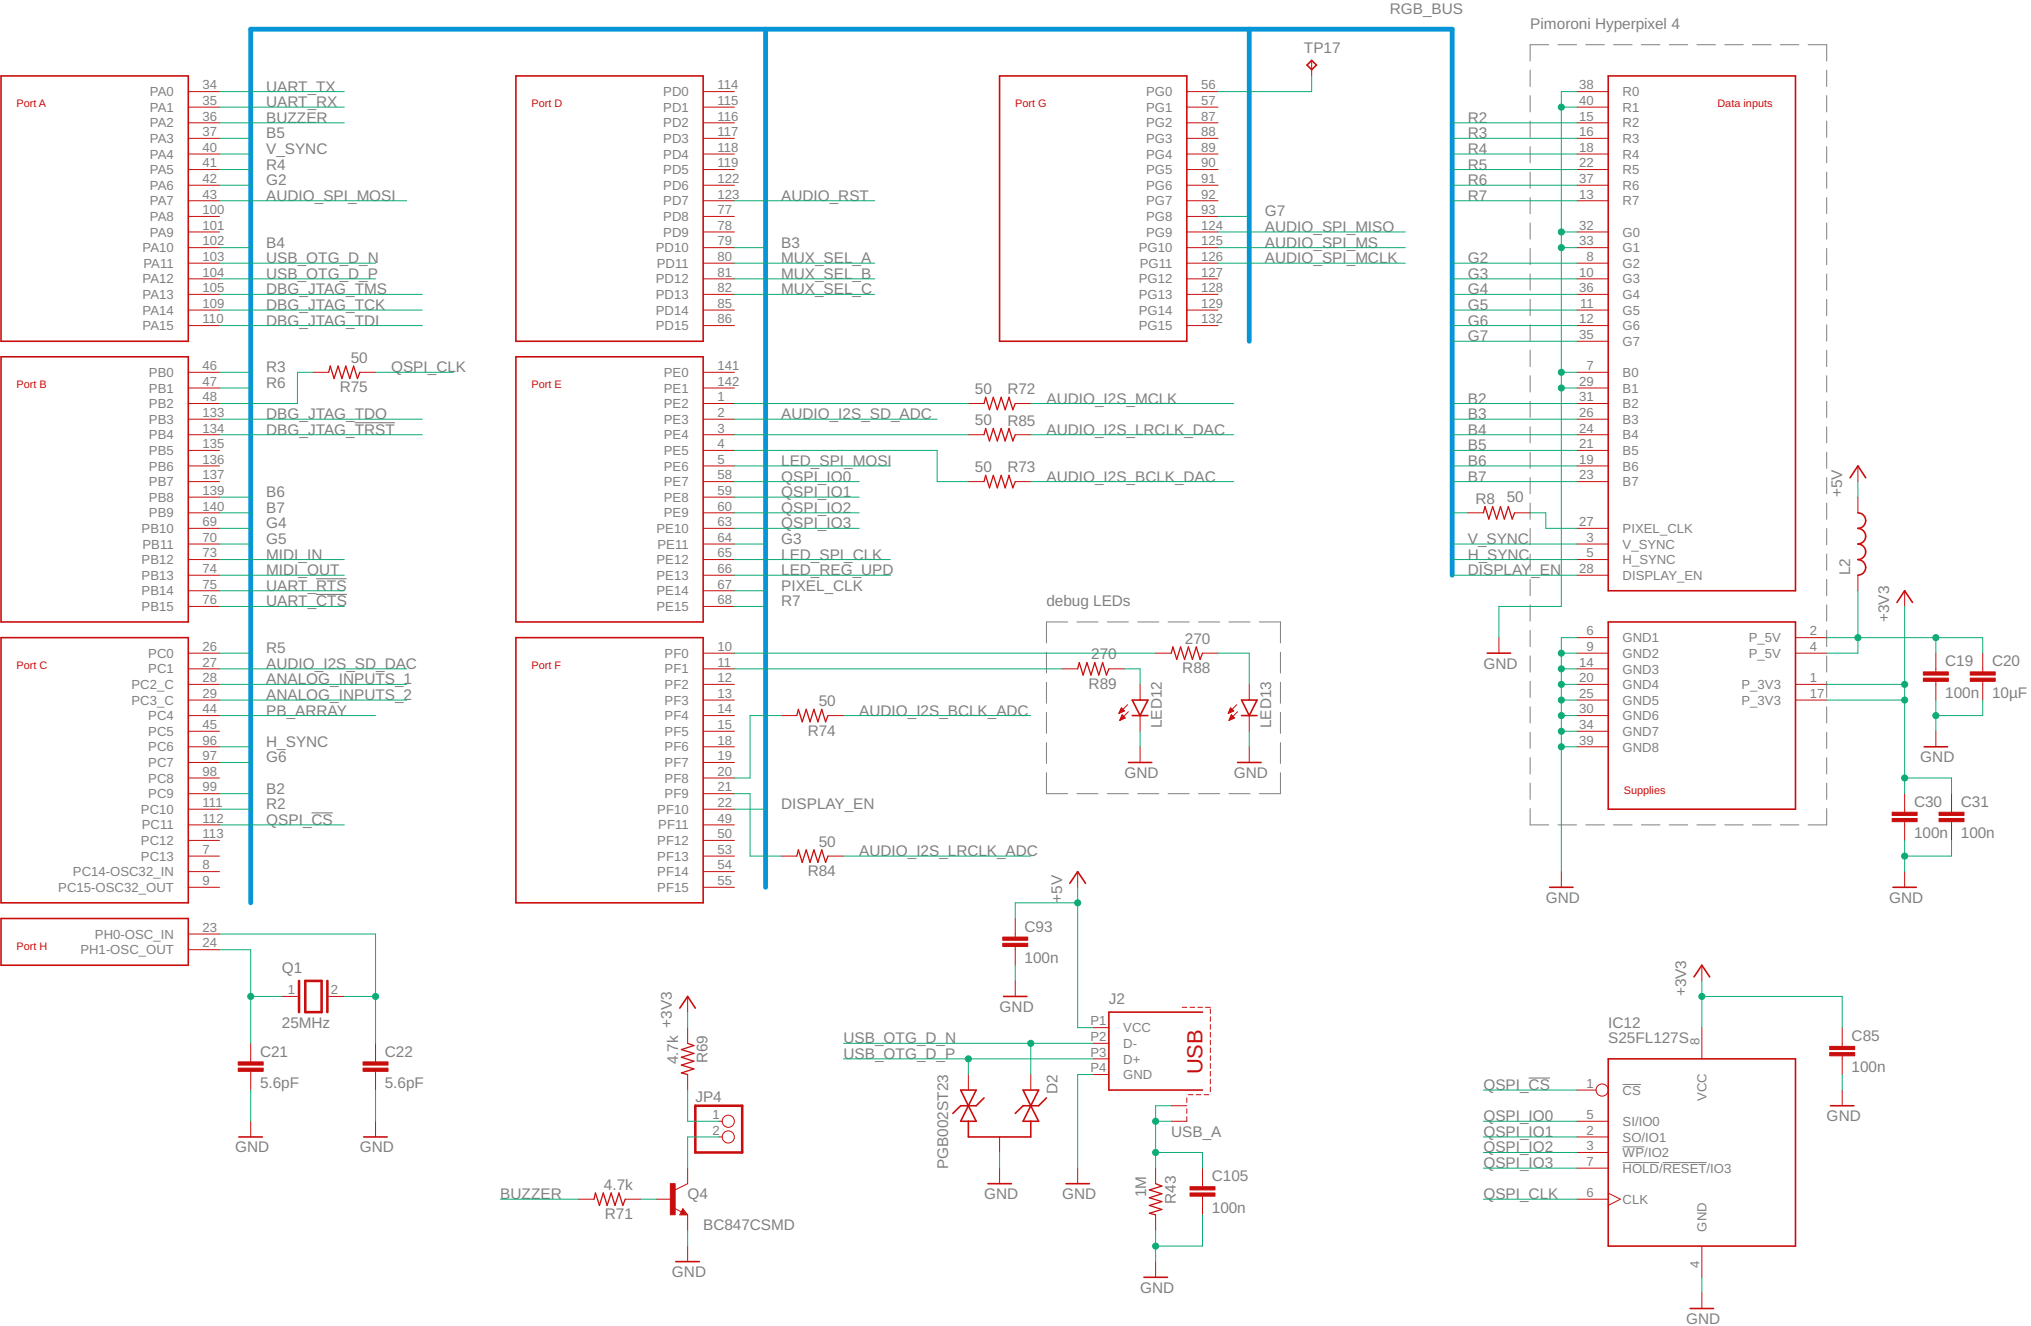 RGB_BUS
Pimoroni Hyperpixel 4
TP17
Port A
PA0 34 UART_TX
PA1 35 UART_RX
PA2 36 BUZZER
PA3 37 B5
PA4 40 V_SYNC
PA5 41 R4
PA6 42 G2
PA7 43 AUDIO_SPI_MOSI
PA8 100
PA9 101
PA10 102 B4
PA11 103 USB_OTG_D_N
PA12 104 USB_OTG_D_P
PA13 105 DBG_JTAG_TMS
PA14 109 DBG_JTAG_TCK
PA15 110 DBG_JTAG_TDI
Port B
PB0 46 R3
PB1 47 R6
PB2 48
50
R75
QSPI_CLK
PB3 133 DBG_JTAG_TDO
PB4 134 DBG_JTAG_TRST
PB5 135
PB6 136
PB7 137
PB8 139 B6
PB9 140 B7
PB10 69 G4
PB11 70 G5
PB12 73 MIDI_IN
PB13 74 MIDI_OUT
PB14 75 UART_RTS
PB15 76 UART_CTS
Port C
PC0 26 R5
PC1 27 AUDIO_I2S_SD_DAC
PC2_C 28 ANALOG_INPUTS_1
PC3_C 29 ANALOG_INPUTS_2
PC4 44 PB_ARRAY
PC5 45
PC6 96 H_SYNC
PC7 97 G6
PC8 98
PC9 99 B2
PC10 111 R2
PC11 112 QSPI_CS
PC12 113
PC13 7
PC14-OSC32_IN 8
PC15-OSC32_OUT 9
Port H
PH0-OSC_IN 23
PH1-OSC_OUT 24
Q1
1 2
25MHz
C21
5.6pF
C22
5.6pF
GND
GND
Port D
PD0 114
PD1 115
PD2 116
PD3 117
PD4 118
PD5 119
PD6 122
PD7 123 AUDIO_RST
PD8 77
PD9 78
PD10 79 B3
PD11 80 MUX_SEL_A
PD12 81 MUX_SEL_B
PD13 82 MUX_SEL_C
PD14 85
PD15 86
Port E
PE0 141
PE1 142
PE2 1 50 R72 AUDIO_I2S_MCLK
PE3 2 AUDIO_I2S_SD_ADC
PE4 3 50 R85 AUDIO_I2S_LRCLK_DAC
PE5 4 50 R73 AUDIO_I2S_BCLK_DAC
PE6 5 LED_SPI_MOSI
PE7 58 QSPI_IO0
PE8 59 QSPI_IO1
PE9 60 QSPI_IO2
PE10 63 QSPI_IO3
PE11 64 G3
PE12 65 LED_SPI_CLK
PE13 66 LED_REG_UPD
PE14 67 PIXEL_CLK
PE15 68 R7
Port F
PF0 10
PF1 11
PF2 12
PF3 13
PF4 14
PF5 15
PF6 18
PF7 19
PF8 20
PF9 21
PF10 22 DISPLAY_EN
PF11 49
PF12 50
PF13 53
PF14 54
PF15 55
50
R74
AUDIO_I2S_BCLK_ADC
50
R84
AUDIO_I2S_LRCLK_ADC
debug LEDs
270
R88
270
R89
LED12
LED13
GND
GND
Port G
PG0 56
PG1 57
PG2 87
PG3 88
PG4 89
PG5 90
PG6 91
PG7 92
PG8 93 G7
PG9 124 AUDIO_SPI_MISO
PG10 125 AUDIO_SPI_MS
PG11 126 AUDIO_SPI_MCLK
PG12 127
PG13 128
PG14 129
PG15 132
Data inputs
38 R0
40 R1
R2 15 R2
R3 16 R3
R4 18 R4
R5 22 R5
R6 37 R6
R7 13 R7
32 G0
33 G1
G2 8 G2
G3 10 G3
G4 36 G4
G5 11 G5
G6 12 G6
G7 35 G7
7 B0
29 B1
B2 31 B2
B3 26 B3
B4 24 B4
B5 21 B5
B6 19 B6
B7 23 B7
R8 50
27 PIXEL_CLK
V_SYNC 3 V_SYNC
H_SYNC 5 H_SYNC
DISPLAY_EN 28 DISPLAY_EN
GND
6 GND1
9 GND2
14 GND3
20 GND4
25 GND5
30 GND6
34 GND7
39 GND8
P_5V 2
P_5V 4
P_3V3 1
P_3V3 17
Supplies
GND
+5V
L2
+3V3
C19
100n
C20
10µF
GND
C30
100n
C31
100n
GND
+3V3
4.7k
R69
JP4
1
2
BUZZER
4.7k
R71
Q4
BC847CSMD
GND
+5V
C93
100n
GND
J2
P1 VCC
P2 D-
P3 D+
P4 GND
USB
USB_OTG_D_N
USB_OTG_D_P
PGB002ST23
D2
GND
GND
USB_A
1M
R43
C105
100n
GND
+3V3
IC12
S25FL127S
8
VCC
C85
100n
GND
QSPI_CS 1 CS
QSPI_IO0 5 SI/IO0
QSPI_IO1 2 SO/IO1
QSPI_IO2 3 WP/IO2
QSPI_IO3 7 HOLD/RESET/IO3
QSPI_CLK 6 CLK
GND
4
GND